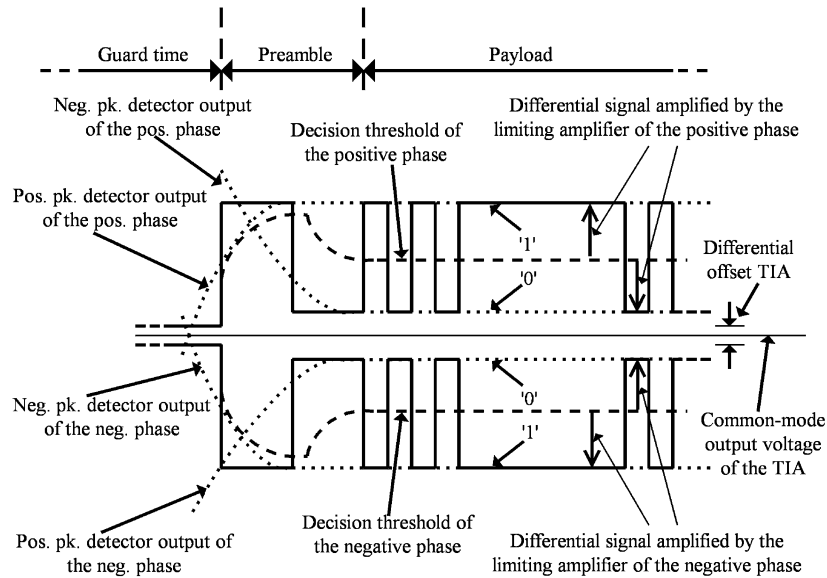 Guard time
Preamble
Payload
Neg. pk. detector output
of the pos. phase
Decision threshold of
the positive phase
Differential signal amplified by the
limiting amplifier of the positive phase
Pos. pk. detector output
of the pos. phase
'1'
'0'
Differential
offset TIA
Neg. pk. detector output
of the neg. phase
'0'
'1'
Common-mode
output voltage
of the TIA
Pos. pk. detector output of
the neg. phase
Decision threshold of
the negative phase
Differential signal amplified by the
limiting amplifier of the negative phase